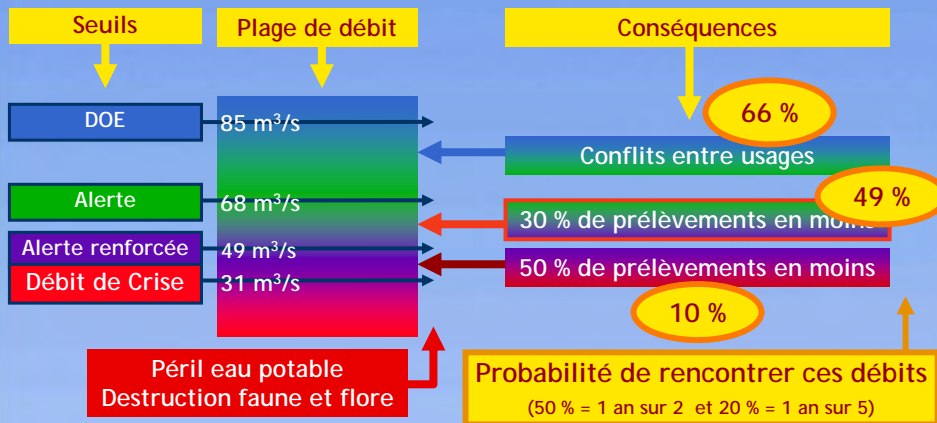 Seuils
Plage de débit
Conséquences
66 %
DOE
85 m³/s
Conflits entre usages
49 %
Alerte
68 m³/s
30 % de prélèvements en moins
Alerte renforcée
49 m³/s
50 % de prélèvements en moins
Débit de Crise
31 m³/s
10 %
Péril eau potable
Destruction faune et flore
Probabilité de rencontrer ces débits
(50 % = 1 an sur 2 et 20 % = 1 an sur 5)